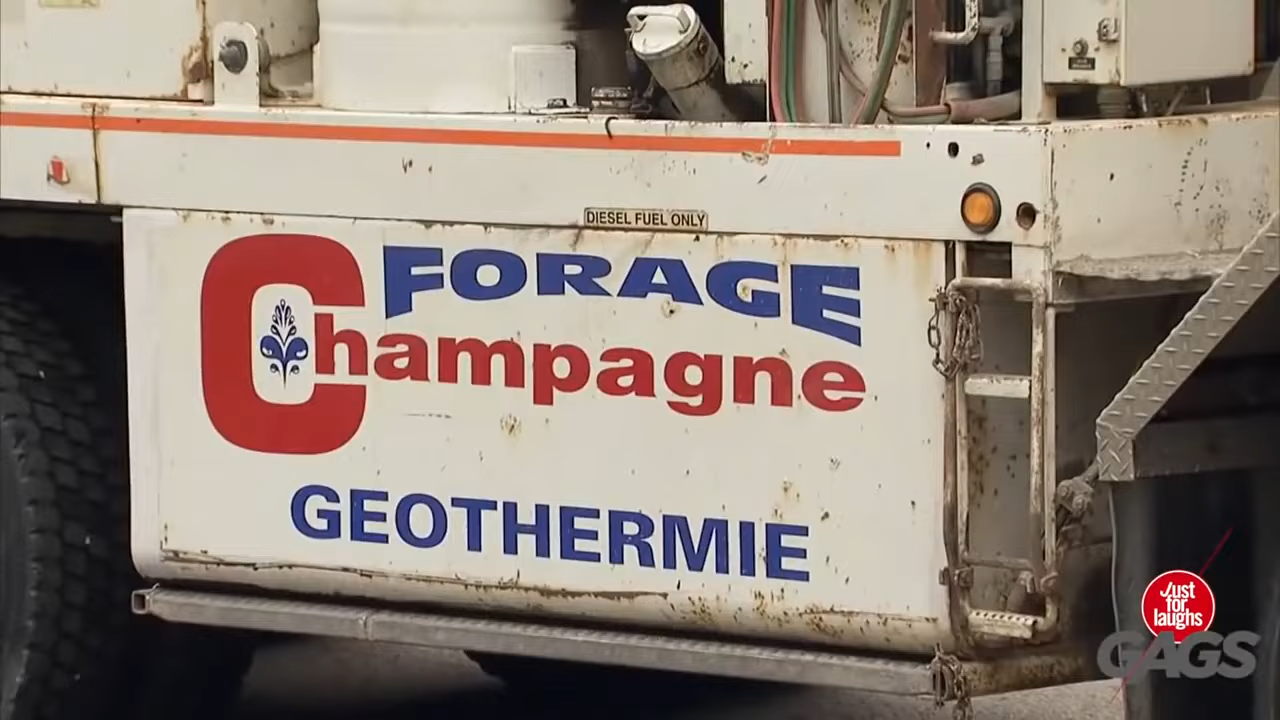 DIESEL FUEL ONLY
FORAGE
Champagne
GEOTHERMIE
Just
for
laughs
GAGS